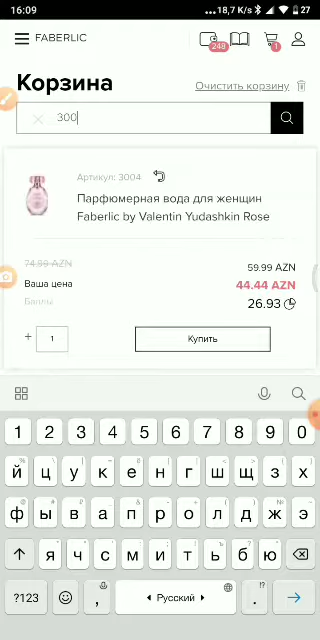 16:09
...18,7 K/s 27
FABERLIC
248
1
Корзина
Очистить корзину
300
Артикул: 3004
Парфюмерная вода для женщин
Faberlic by Valentin Yudashkin Rose
74.99 AZN
59.99 AZN
Ваша цена
44.44 AZN
Баллы
26.93
+ 1
Купить
1 2 3 4 5 6 7 8 9 0
й ц у к е н г ш щ з х
ф ы в а п р о л д ж э
я ч с м и т ь б ю
?123 , Русский .